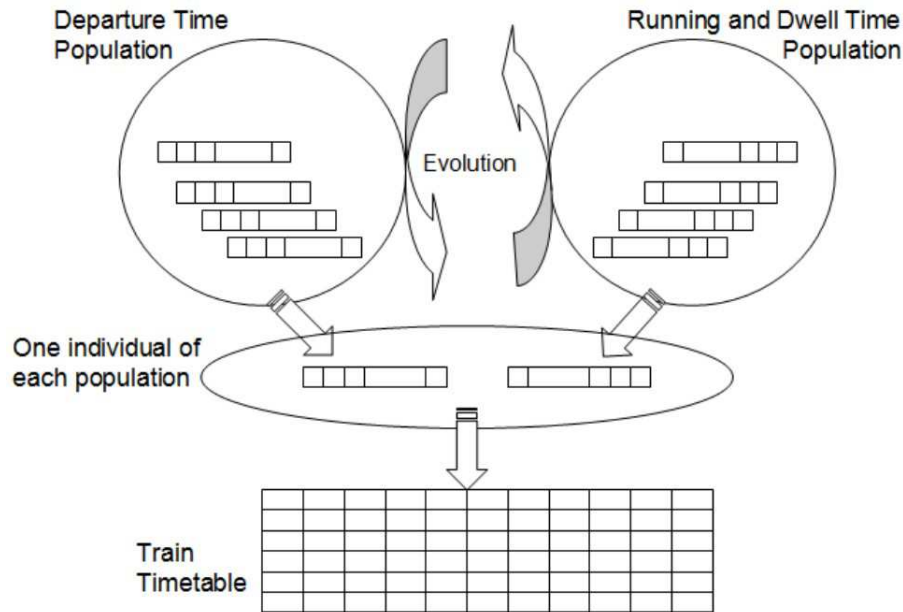 Departure Time
Population
Running and Dwell Time
Population
Evolution
One individual of
each population
Train
Timetable